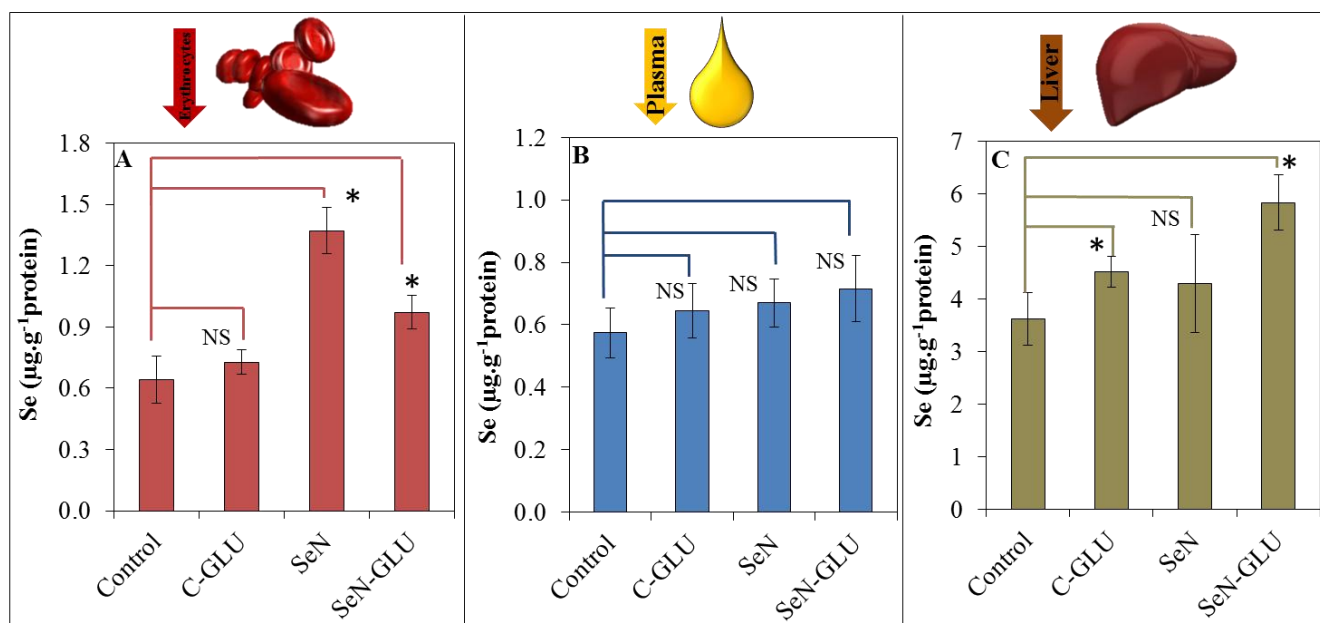 Erythrocytes
A
Se (µg.g⁻¹protein)
1.8
1.5
1.2
0.9
0.6
0.3
0.0
NS
*
*
Control
C-GLU
SeN
SeN-GLU
Plasma
B
Se (µg.g⁻¹protein)
1.2
1.0
0.8
0.6
0.4
0.2
0.0
NS
NS
NS
Control
C-GLU
SeN
SeN-GLU
Liver
C
Se (µg.g⁻¹protein)
7
6
5
4
3
2
1
0
*
NS
*
Control
C-GLU
SeN
SeN-GLU